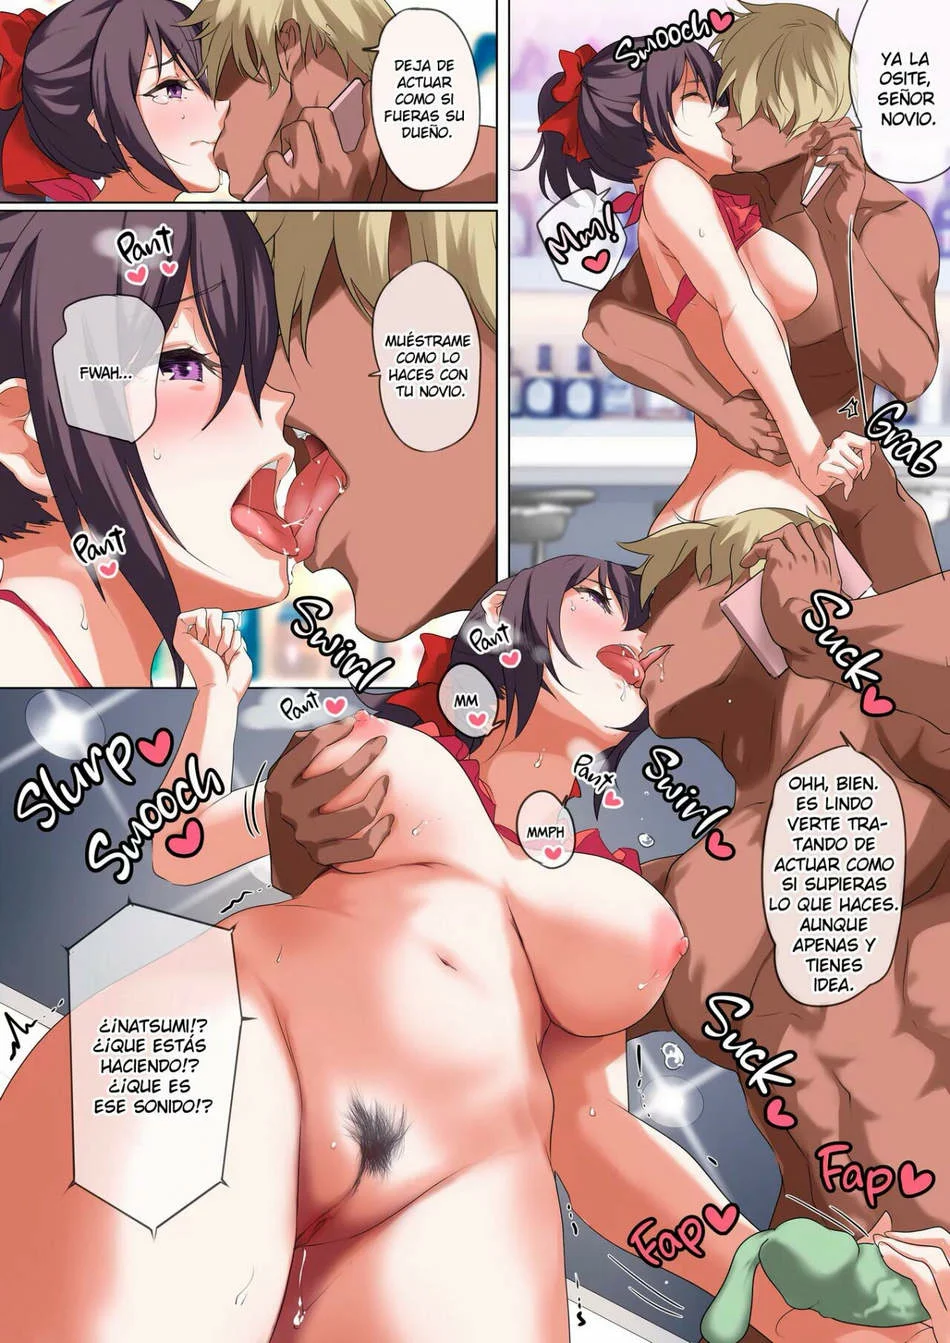 YA LA
OSITE,
SEÑOR
NOVIO.
SMOOCH
MM!
GRAB
DEJA DE
ACTUAR
COMO SI
FUERAS SU
DUEÑO.
PANT
FWAH...
MUÉSTRAME
COMO LO
HACES CON
TU NOVIO.
PANT
SWIRL
SUCK
PANT
MM
PANT
SLURP
SMOOCH
PANT
SWIRL
MMPH
OHH, BIEN.
ES LINDO
VERTE TRA-
TANDO DE
ACTUAR COMO
SI SUPIERAS
LO QUE HACES.
AUNQUE
APENAS Y
TIENES
IDEA.
¿¡NATSUMI!?
¿¡QUE ESTÁS
HACIENDO!?
¿¡QUE ES
ESE SONIDO!?
SUCK
FAP
FAP